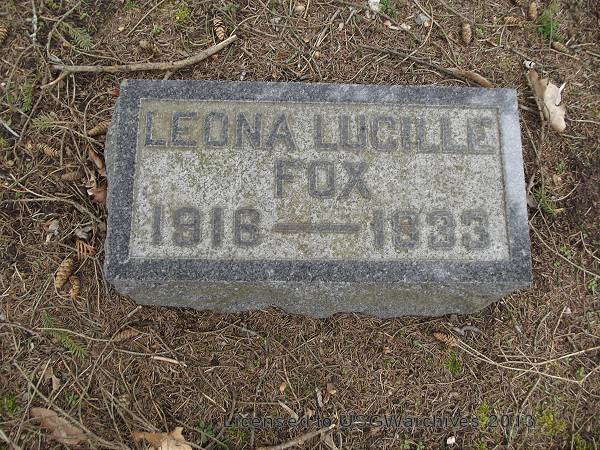 LEONA LUCILLE
FOX
1916 — 1933
Licensed to USGWarchives 2010